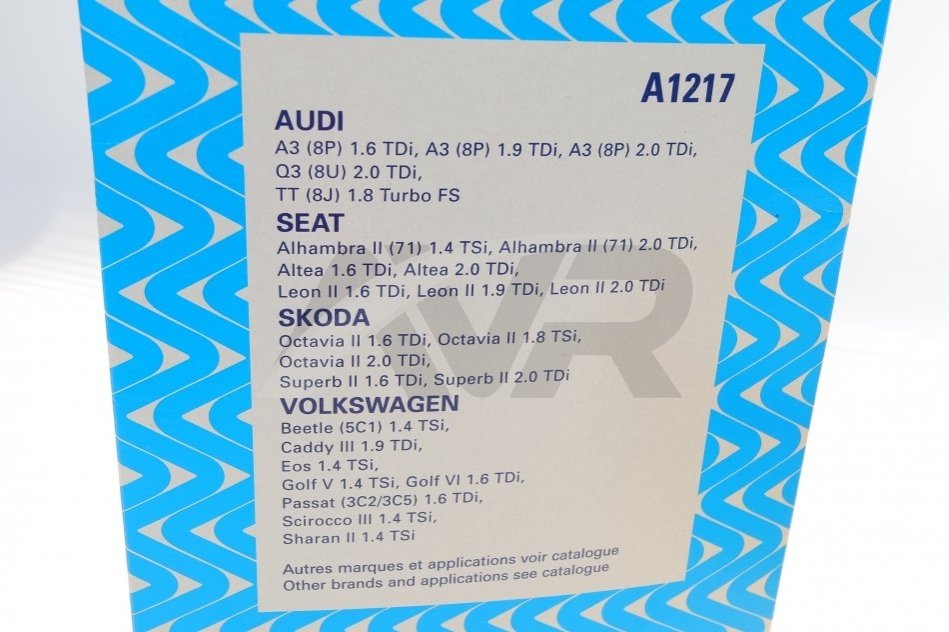 A1217
AUDI
A3 (8P) 1.6 TDi, A3 (8P) 1.9 TDi, A3 (8P) 2.0 TDi,
Q3 (8U) 2.0 TDi,
TT (8J) 1.8 Turbo FS
SEAT
Alhambra II (71) 1.4 TSi, Alhambra II (71) 2.0 TDi,
Altea 1.6 TDi, Altea 2.0 TDi,
Leon II 1.6 TDi, Leon II 1.9 TDi, Leon II 2.0 TDi
SKODA
Octavia II 1.6 TDi, Octavia II 1.8 TSi,
Octavia II 2.0 TDi,
Superb II 1.6 TDi, Superb II 2.0 TDi
VOLKSWAGEN
Beetle (5C1) 1.4 TSi,
Caddy III 1.9 TDi,
Eos 1.4 TSi,
Golf V 1.4 TSi, Golf VI 1.6 TDi,
Passat (3C2/3C5) 1.6 TDi,
Scirocco III 1.4 TSi,
Sharan II 1.4 TSi
Autres marques et applications voir catalogue
Other brands and applications see catalogue
VR